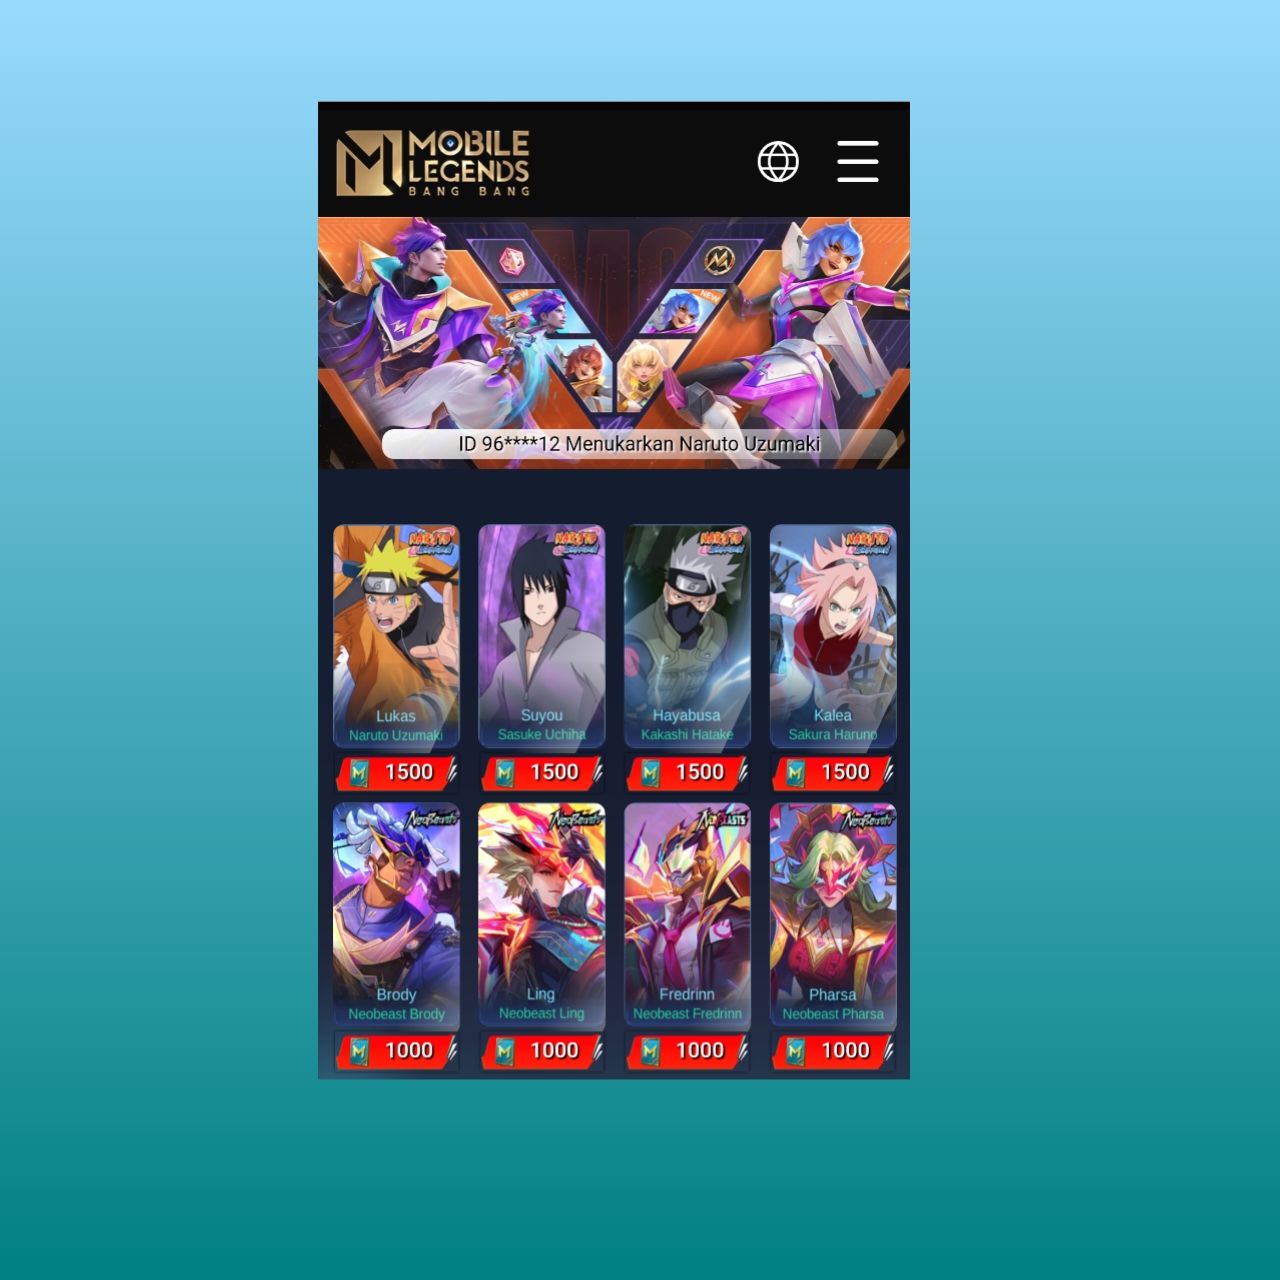 MOBILE
LEGENDS
BANG BANG
NEW
NEW
ID 96****12 Menukarkan Naruto Uzumaki
NARUTO
NARUTO
NARUTO
NARUTO
Lukas
Naruto Uzumaki
Suyou
Sasuke Uchiha
Hayabusa
Kakashi Hatake
Kalea
Sakura Haruno
1500
1500
1500
1500
NeoBeasts
NeoBeasts
NeoBeasts
NeoBeasts
Brody
Neobeast Brody
Ling
Neobeast Ling
Fredrinn
Neobeast Fredrinn
Pharsa
Neobeast Pharsa
1000
1000
1000
1000